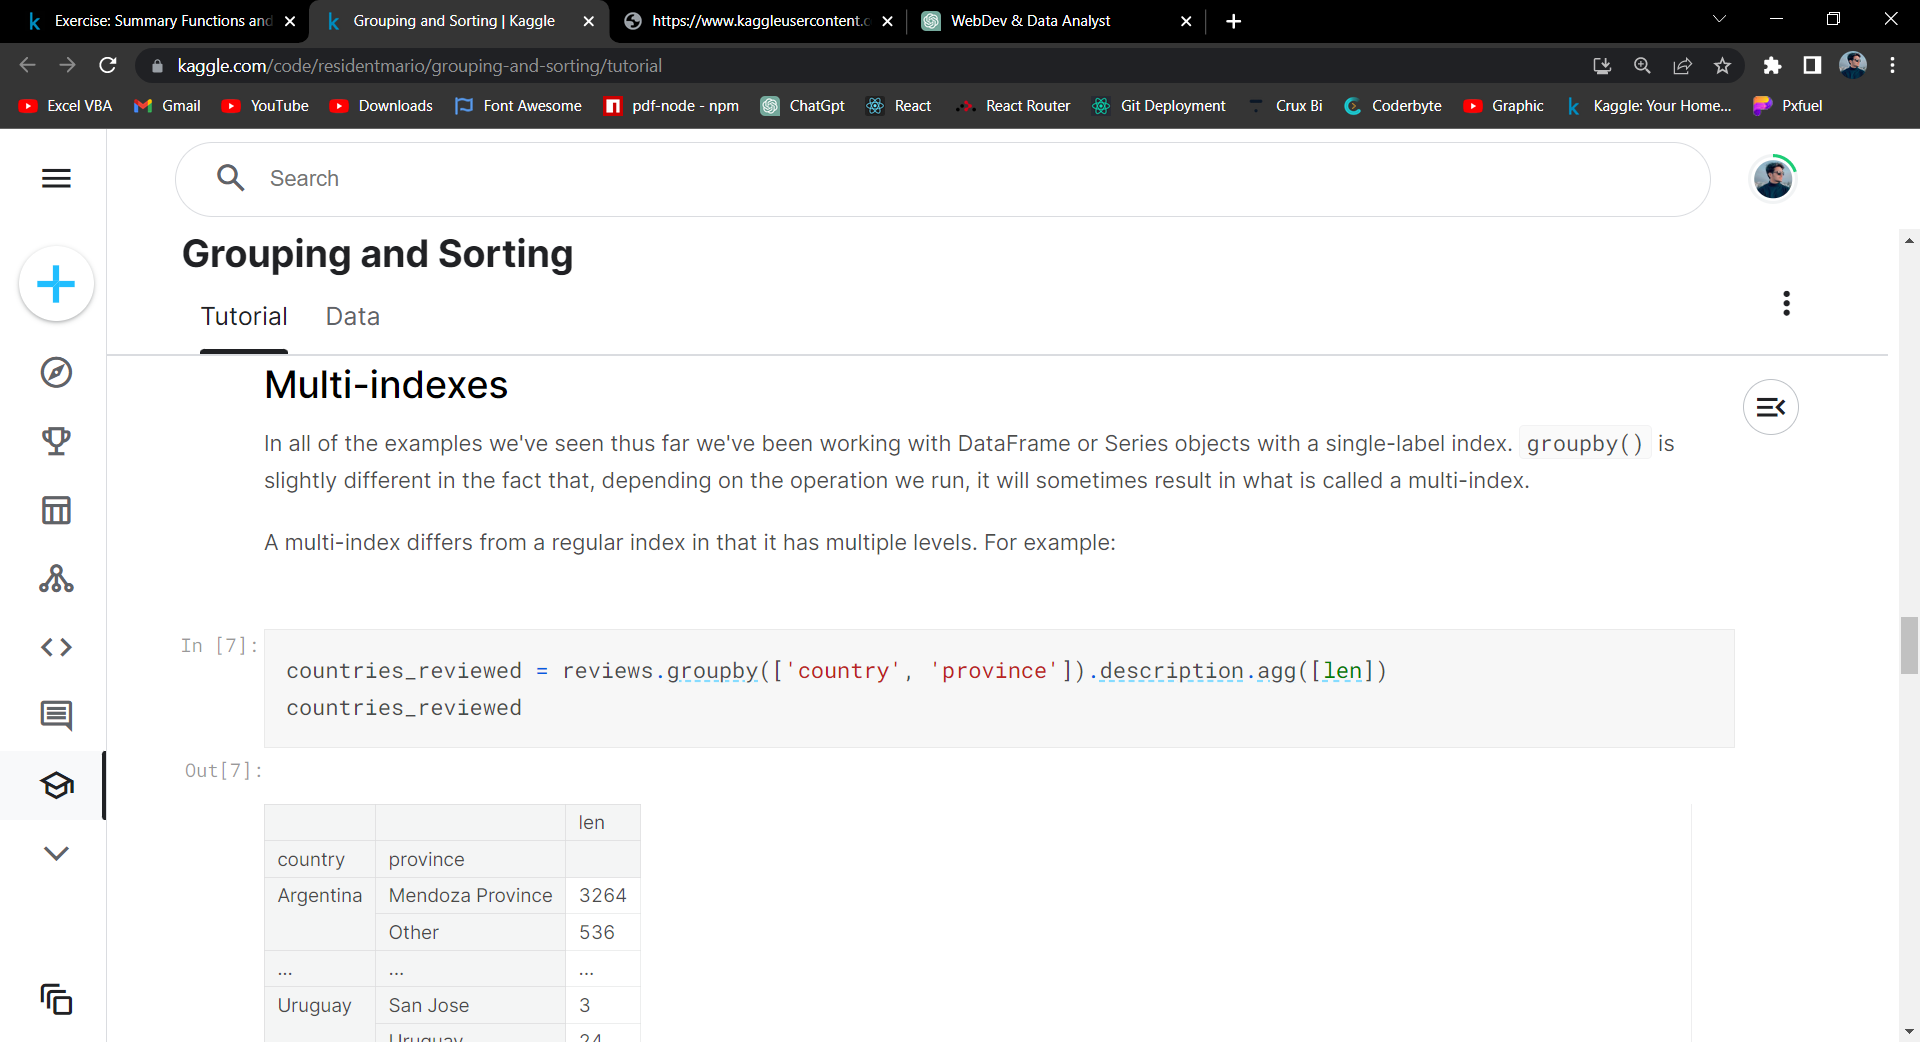 Exercise: Summary Functions and
Grouping and Sorting | Kaggle
https://www.kaggleusercontent.c
WebDev & Data Analyst
kaggle.com/code/residentmario/grouping-and-sorting/tutorial
Excel VBA
Gmail
YouTube
Downloads
Font Awesome
pdf-node - npm
ChatGpt
React
React Router
Git Deployment
Crux Bi
Coderbyte
Graphic
Kaggle: Your Home...
Pxfuel
Search
Grouping and Sorting
Tutorial Data
Multi-indexes
In all of the examples we've seen thus far we've been working with DataFrame or Series objects with a single-label index. groupby() is
slightly different in the fact that, depending on the operation we run, it will sometimes result in what is called a multi-index.
A multi-index differs from a regular index in that it has multiple levels. For example:
In [7]:
countries_reviewed = reviews.groupby(['country', 'province']).description.agg([len])
countries_reviewed
Out[7]:
len
country province
Argentina Mendoza Province 3264
Other 536
... ... ...
Uruguay San Jose 3
Uruguay 24